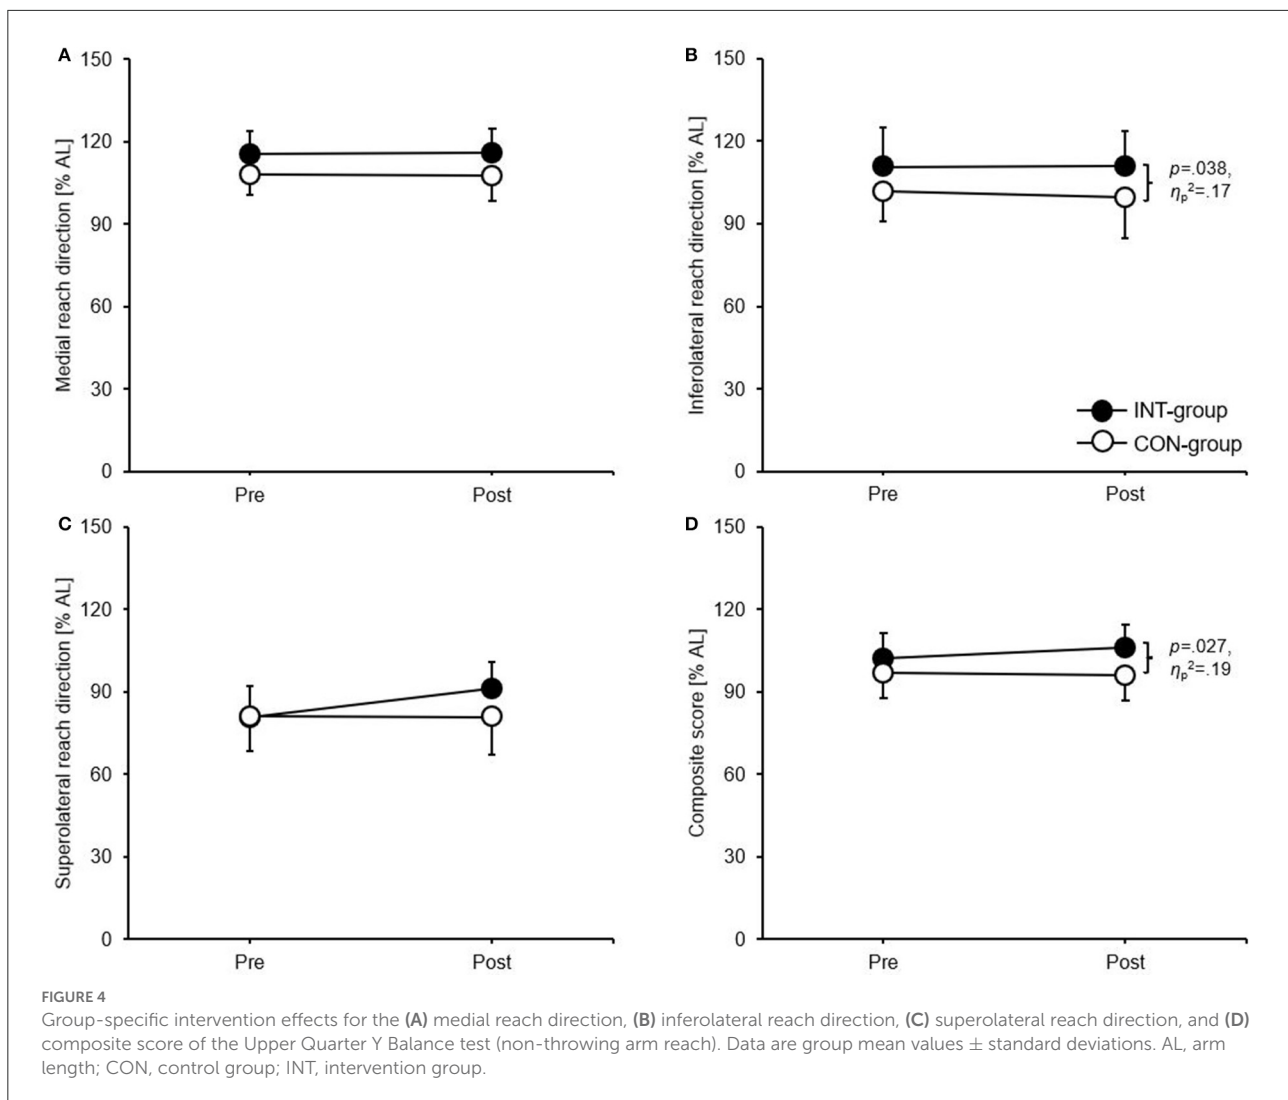 A
150
120
90
60
30
0
Medial reach direction [% AL]
Pre
Post
B
150
120
90
60
30
0
Inferolateral reach direction [% AL]
p=.038,
ηp²=.17
INT-group
CON-group
Pre
Post
C
150
120
90
60
30
0
Superolateral reach direction [% AL]
Pre
Post
D
150
120
90
60
30
0
Composite score [% AL]
p=.027,
ηp²=.19
Pre
Post
FIGURE 4
Group-specific intervention effects for the (A) medial reach direction, (B) inferolateral reach direction, (C) superolateral reach direction, and (D)
composite score of the Upper Quarter Y Balance test (non-throwing arm reach). Data are group mean values ± standard deviations. AL, arm
length; CON, control group; INT, intervention group.